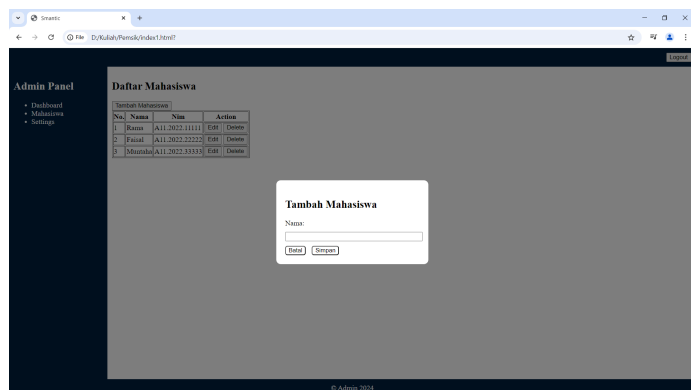 Smantic
File D:/Kuliah/Pemsik/index1.html?
Logout
Admin Panel
Dashboard
Mahasiswa
Settings
Daftar Mahasiswa
Tambah Mahasiswa
No. Nama Nim Action
1 Rama A11.2022.11111 Edit Delete
2 Faizal A11.2022.22222 Edit Delete
3 Muntaha A11.2022.33333 Edit Delete
Tambah Mahasiswa
Nama:
Batal Simpan
© Admin 2024